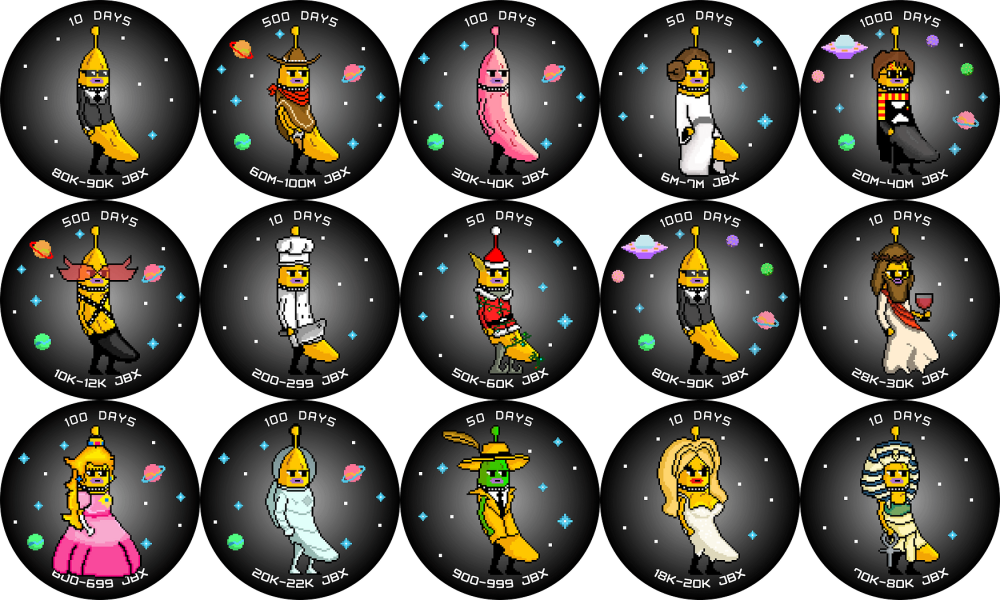 10 DAYS
80K-90K JBX
500 DAYS
60M-100M JBX
100 DAYS
30K-40K JBX
50 DAYS
6M-7M JBX
1000 DAYS
20M-40M JBX
500 DAYS
10K-12K JBX
10 DAYS
200-299 JBX
50 DAYS
50K-60K JBX
1000 DAYS
80K-90K JBX
10 DAYS
28K-30K JBX
100 DAYS
600-699 JBX
100 DAYS
20K-22K JBX
50 DAYS
900-999 JBX
10 DAYS
18K-20K JBX
10 DAYS
70K-80K JBX